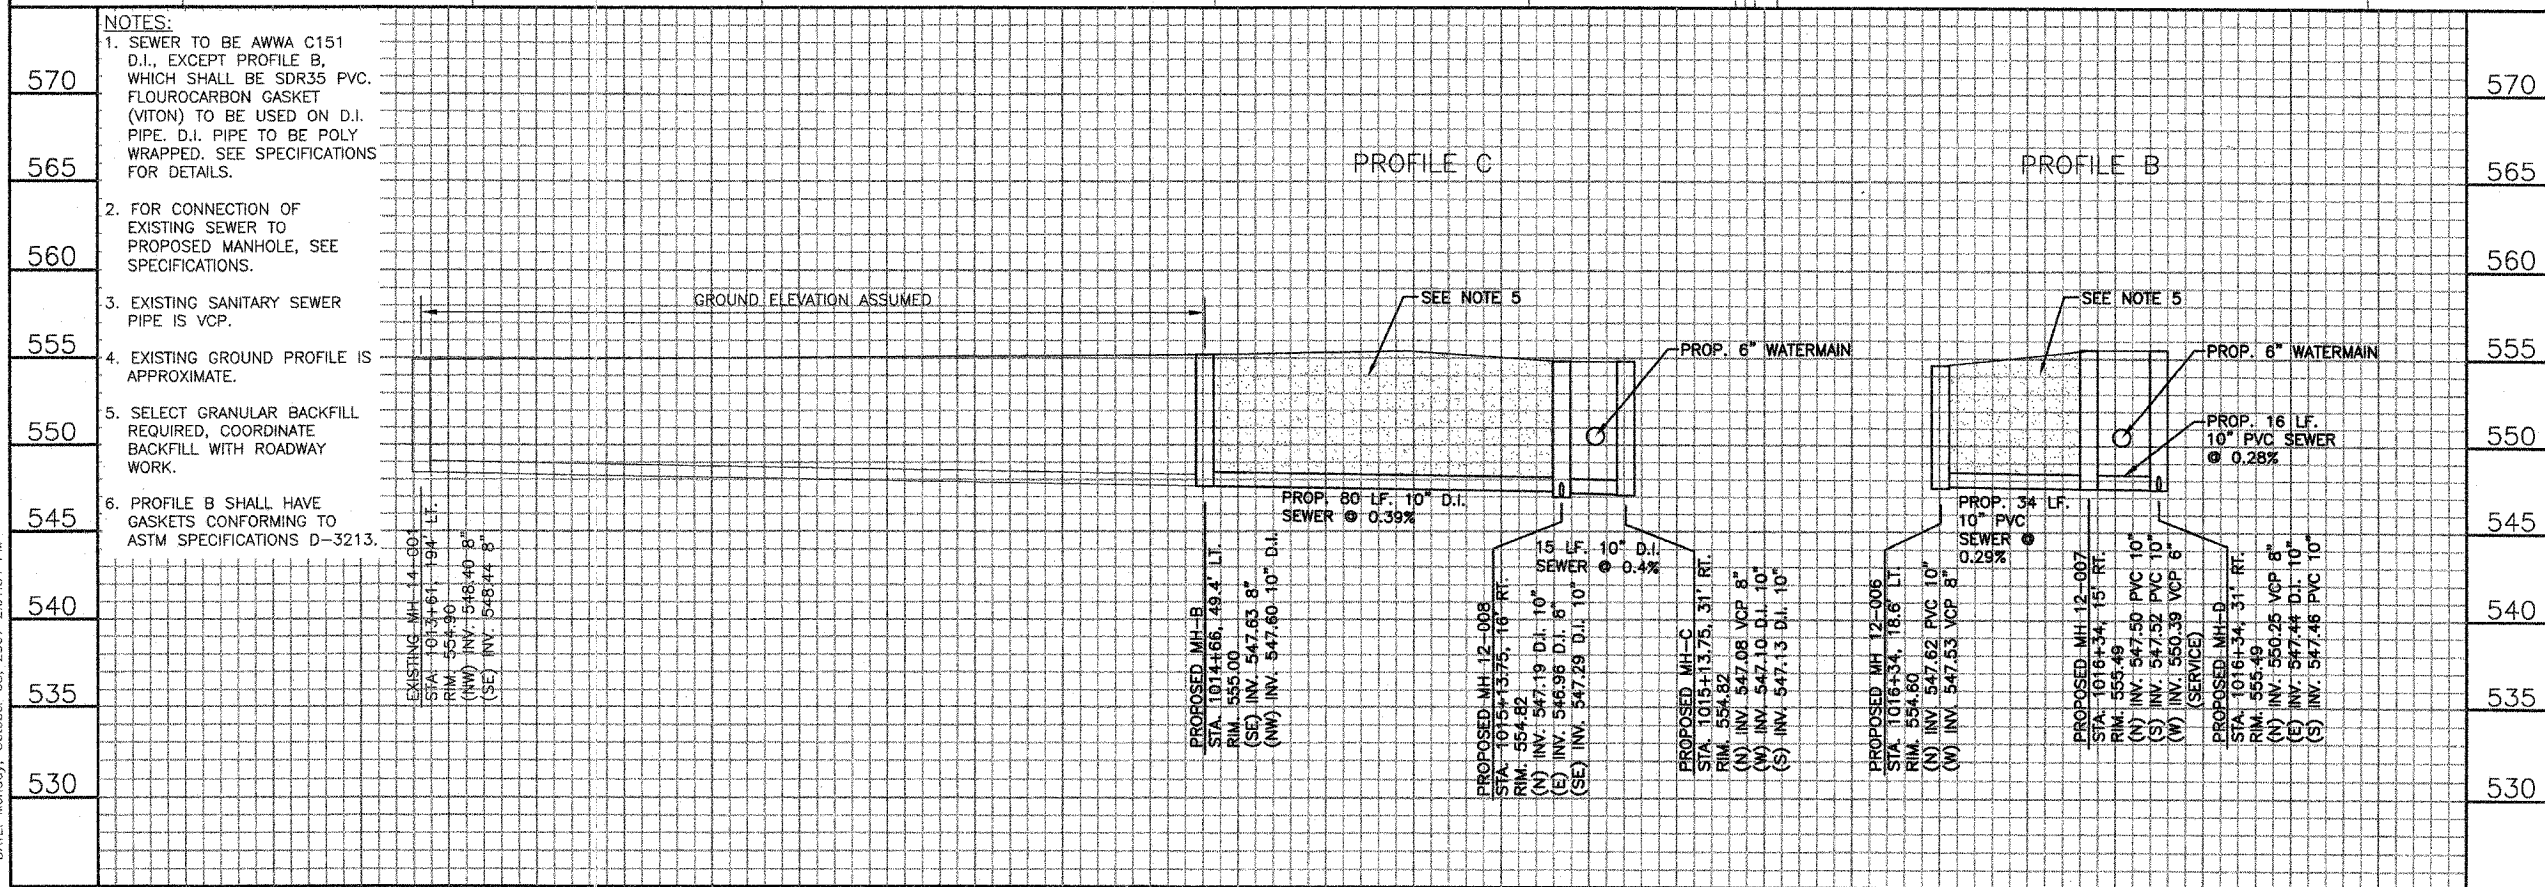 NOTES:
1. SEWER TO BE AWWA C151
D.I., EXCEPT PROFILE B,
WHICH SHALL BE SDR35 PVC.
FLOUROCARBON GASKET
(VITON) TO BE USED ON D.I.
PIPE. D.I. PIPE TO BE POLY
WRAPPED. SEE SPECIFICATIONS
FOR DETAILS.
2. FOR CONNECTION OF
EXISTING SEWER TO
PROPOSED MANHOLE, SEE
SPECIFICATIONS.
3. EXISTING SANITARY SEWER
PIPE IS VCP.
4. EXISTING GROUND PROFILE IS
APPROXIMATE.
5. SELECT GRANULAR BACKFILL
REQUIRED, COORDINATE
BACKFILL WITH ROADWAY
WORK.
6. PROFILE B SHALL HAVE
GASKETS CONFORMING TO
ASTM SPECIFICATIONS D-3213.
570
565
560
555
550
545
540
535
530
PROFILE C
PROFILE B
GROUND ELEVATION ASSUMED
SEE NOTE 5
PROP. 6" WATERMAIN
SEE NOTE 5
PROP. 6" WATERMAIN
PROP. 16 LF.
10" PVC SEWER
@ 0.28%
PROP. 80 LF. 10" D.I.
SEWER @ 0.39%
15 LF. 10" D.I.
SEWER @ 0.4%
PROP. 34 LF.
10" PVC
SEWER @
0.29%
EXISTING MH 14-001
STA. 1013+61, 194' LT.
RIM. 554.90
(NW) INV. 548.40 8"
(SE) INV. 548.44 8"
PROPOSED MH-B
STA. 1014+66, 49.4' LT.
RIM. 555.00
(SE) INV. 547.63 8"
(NW) INV. 547.60 10" D.I.
PROPOSED MH 12-008
STA. 1015+13.75, 16' RT.
RIM. 554.82
(N) INV. 547.19 D.I. 10"
(E) INV. 546.96 D.I. 8"
(SE) INV. 547.29 D.I. 10"
PROPOSED MH-C
STA. 1015+13.75, 31' RT.
RIM. 554.82
(N) INV. 547.08 VCP 8"
(W) INV. 547.10 D.I. 10"
(S) INV. 547.13 D.I. 10"
PROPOSED MH 12-006
STA. 1016+34, 18.6' LT.
RIM. 554.60
(N) INV. 547.62 PVC 10"
(W) INV. 547.53 VCP 8"
PROPOSED MH 12-007
STA. 1016+34, 15' RT.
RIM. 555.49
(N) INV. 547.50 PVC 10"
(S) INV. 547.52 PVC 10"
(W) INV. 550.39 VCP 6"
(SERVICE)
PROPOSED MH-D
STA. 1016+34, 31' RT.
RIM. 555.49
(N) INV. 550.25 VCP 8"
(E) INV. 547.44 D.I. 10"
(S) INV. 547.46 PVC 10"
570
565
560
555
550
545
540
535
530